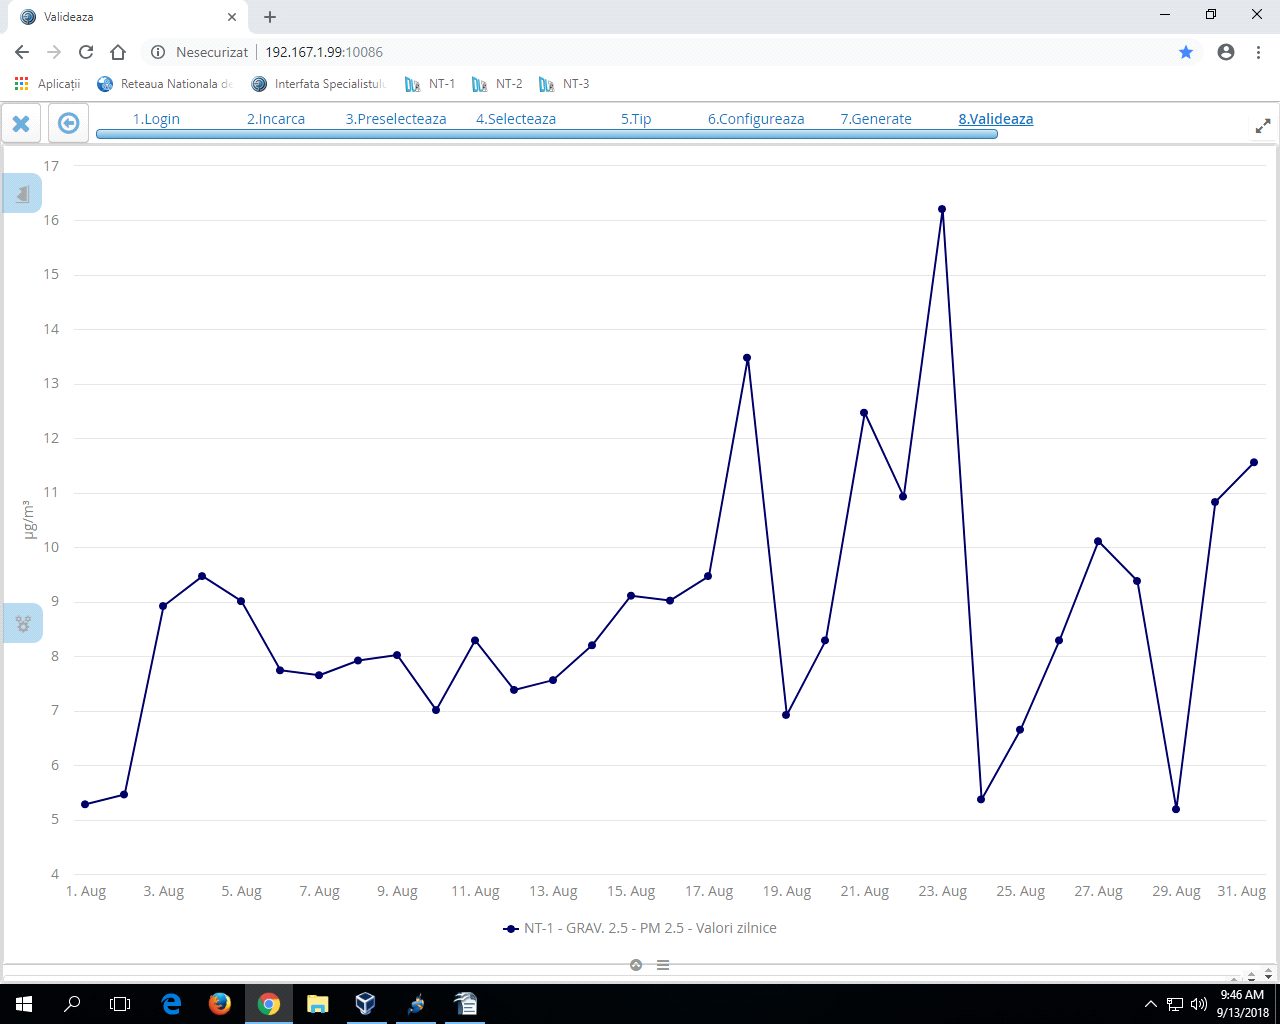 Valideaza
Nesecurizat 192.167.1.99:10086
Aplicații Reteaua Nationala de Interfata Specialistulu NT-1 NT-2 NT-3
1.Login 2.Incarca 3.Preselecteaza 4.Selecteaza 5.Tip 6.Configureaza 7.Generate 8.Valideaza
17
16
15
14
13
12
11
10
9
8
7
6
5
4
µg/m³
1. Aug 3. Aug 5. Aug 7. Aug 9. Aug 11. Aug 13. Aug 15. Aug 17. Aug 19. Aug 21. Aug 23. Aug 25. Aug 27. Aug 29. Aug 31. Aug
NT-1 - GRAV. 2.5 - PM 2.5 - Valori zilnice
9:46 AM
9/13/2018